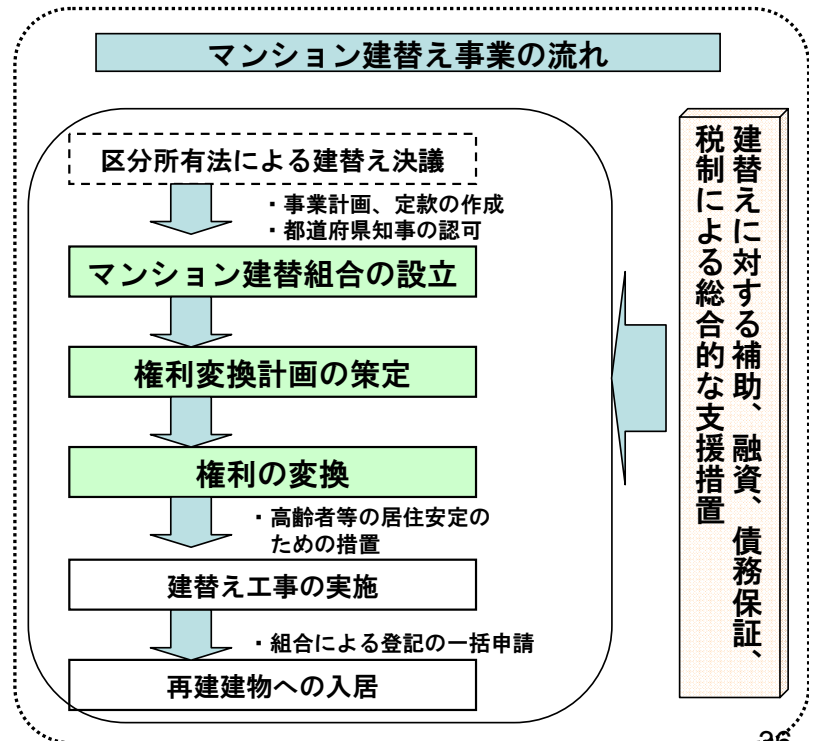 マンション建替え事業の流れ
区分所有法による建替え決議
・事業計画、定款の作成
・都道府県知事の認可
マンション建替組合の設立
権利変換計画の策定
権利の変換
・高齢者等の居住安定の
ための措置
建替え工事の実施
・組合による登記の一括申請
再建建物への入居
建替えに対する補助、融資、債務保証、
税制による総合的な支援措置